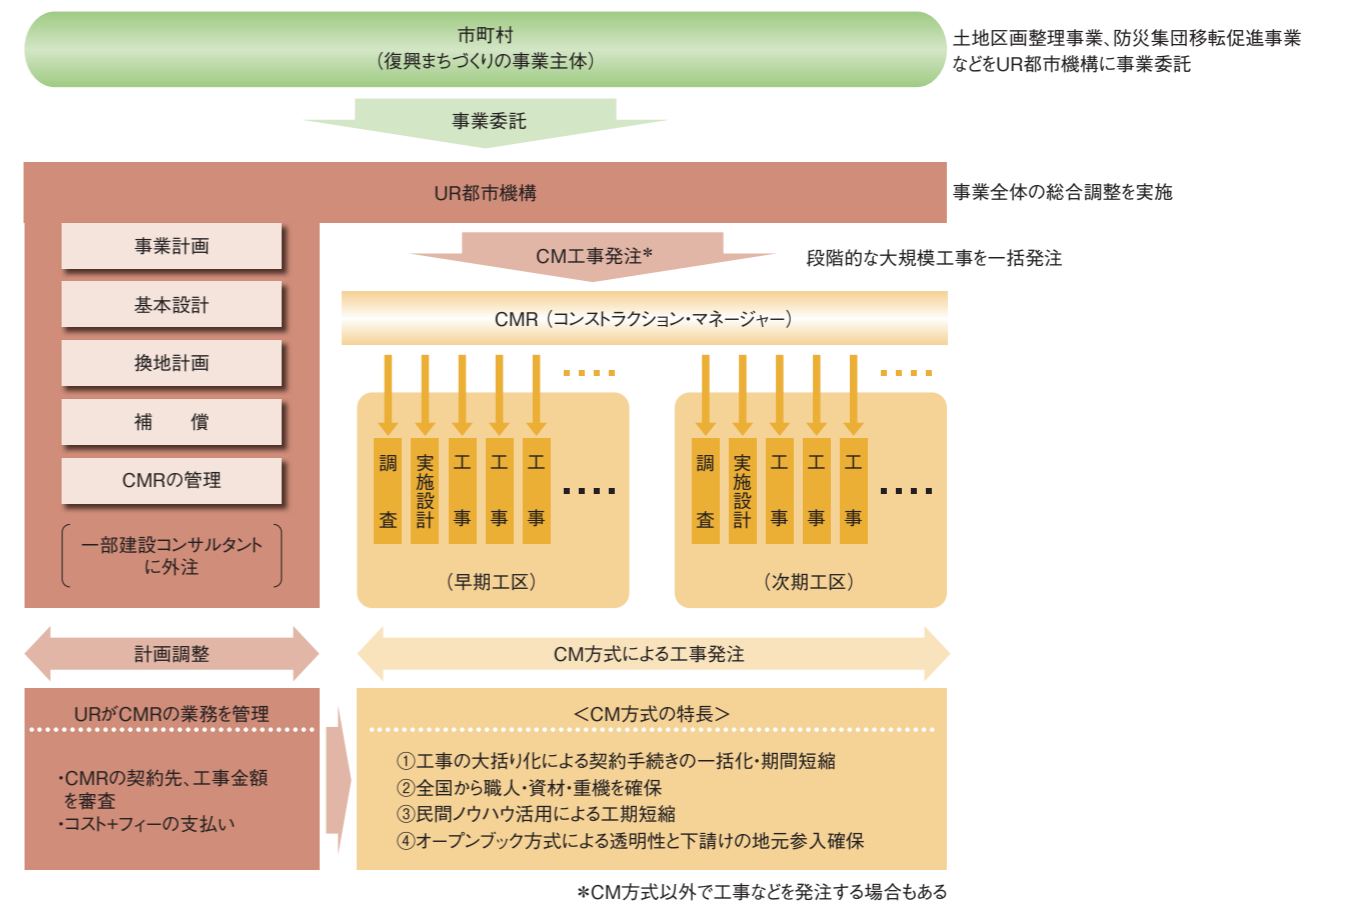 市町村
（復興まちづくりの事業主体）
土地区画整理事業、防災集団移転促進事業
などをUR都市機構に事業委託
事業委託
UR都市機構
事業全体の総合調整を実施
事業計画
基本設計
換地計画
補　　償
CMRの管理
一部建設コンサルタント
に外注
CM工事発注＊
段階的な大規模工事を一括発注
CMR（コンストラクション・マネージャー）
調　査
実施設計
工　事
工　事
工　事
（早期工区）
調　査
実施設計
工　事
工　事
工　事
（次期工区）
計画調整
CM方式による工事発注
URがCMRの業務を管理
・CMRの契約先、工事金額
を審査
・コスト+フィーの支払い
＜CM方式の特長＞
①工事の大括り化による契約手続きの一括化・期間短縮
②全国から職人・資材・重機を確保
③民間ノウハウ活用による工期短縮
④オープンブック方式による透明性と下請けの地元参入確保
＊CM方式以外で工事などを発注する場合もある